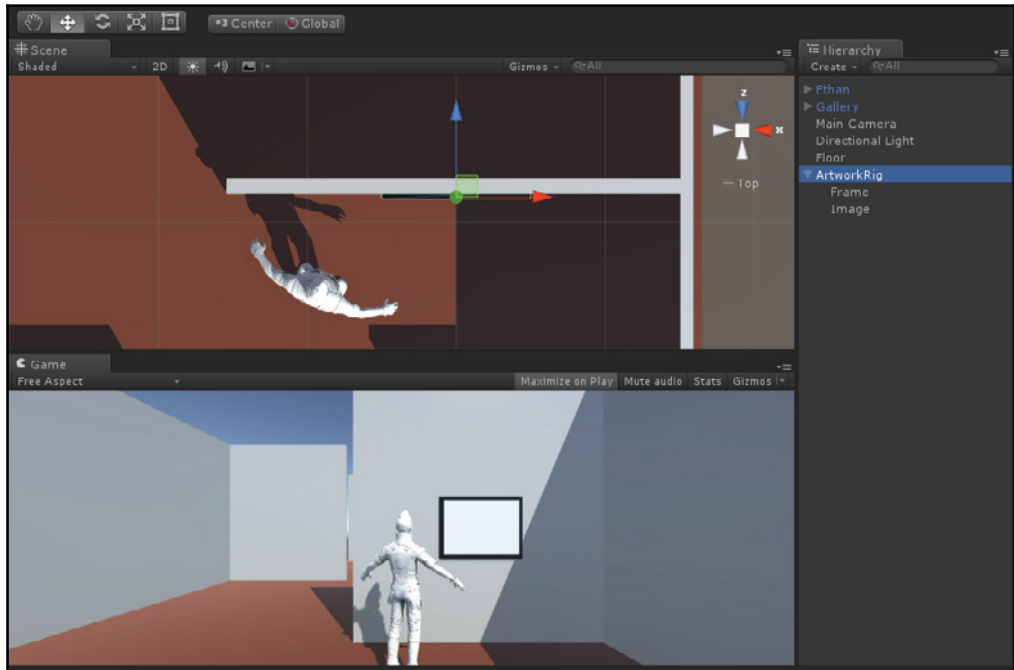 Center Global
Scene
Shaded 2D Gizmos All
z
x
Top
Game
Free Aspect Maximize on Play Mute audio Stats Gizmos
Hierarchy
Create All
Ethan
Gallery
Main Camera
Directional Light
Floor
ArtworkRig
Frame
Image